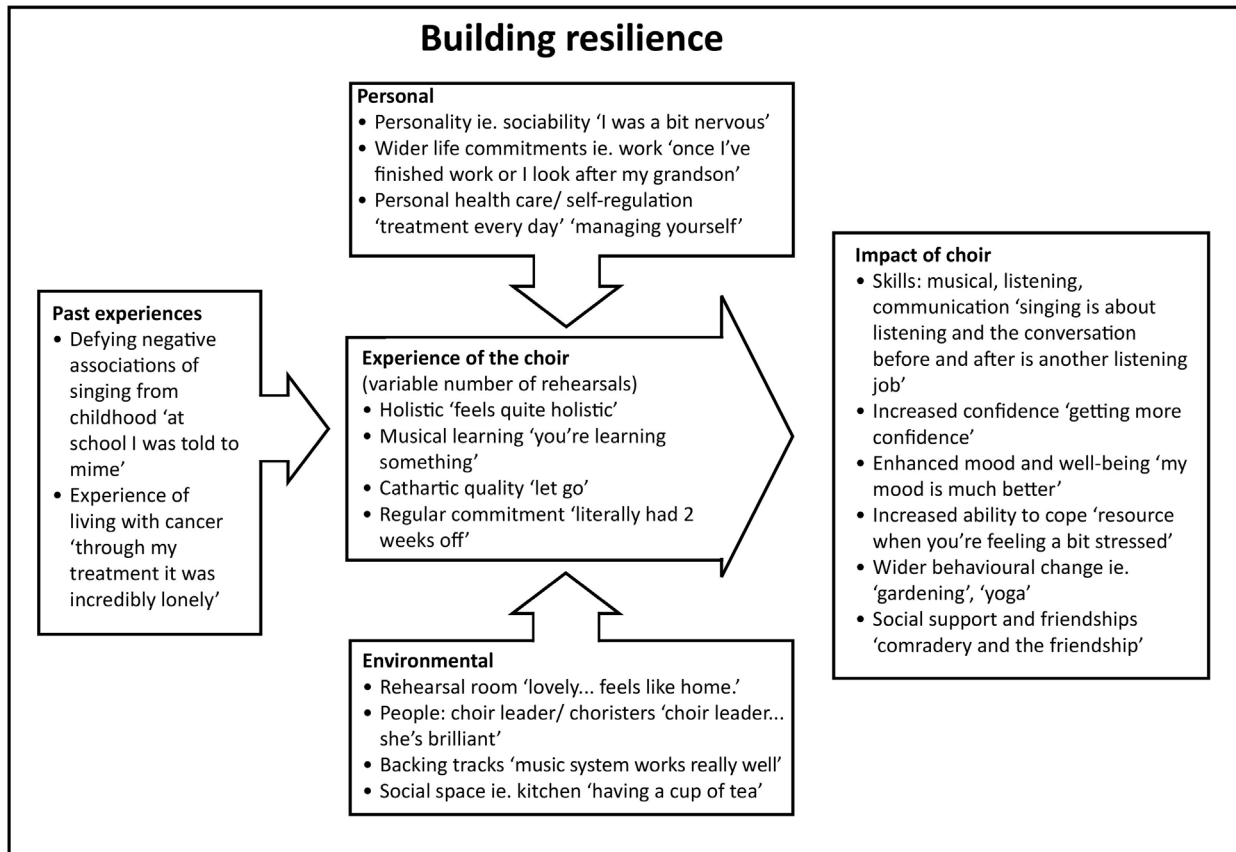 Building resilience
Personal
• Personality ie. sociability ‘I was a bit nervous’
• Wider life commitments ie. work ‘once I’ve
finished work or I look after my grandson’
• Personal health care/ self-regulation
‘treatment every day’ ‘managing yourself’
Past experiences
• Defying negative
associations of
singing from
childhood ‘at
school I was told to
mime’
• Experience of
living with cancer
‘through my
treatment it was
incredibly lonely’
Experience of the choir
(variable number of rehearsals)
• Holistic ‘feels quite holistic’
• Musical learning ‘you’re learning
something’
• Cathartic quality ‘let go’
• Regular commitment ‘literally had 2
weeks off’
Environmental
• Rehearsal room ‘lovely... feels like home.’
• People: choir leader/ choristers ‘choir leader...
she’s brilliant’
• Backing tracks ‘music system works really well’
• Social space ie. kitchen ‘having a cup of tea’
Impact of choir
• Skills: musical, listening,
communication ‘singing is about
listening and the conversation
before and after is another listening
job’
• Increased confidence ‘getting more
confidence’
• Enhanced mood and well-being ‘my
mood is much better’
• Increased ability to cope ‘resource
when you’re feeling a bit stressed’
• Wider behavioural change ie.
‘gardening’, ‘yoga’
• Social support and friendships
‘comradery and the friendship’